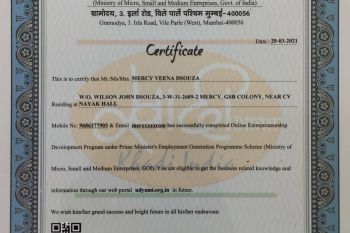 (Ministry of Micro, Small and Medium Enterprises, Govt. of India)
सामोदय, 3. इर्ला रोड, विले पार्ले पश्चिम मुम्बई-400056
Gramodya, 3. Irla Road, Vile Parle (West), Mumbai-400056
Date : 29-03-2021
Certificate
This is to certify that Mr./Ms/Mrs. MERCY VEENA DSOUZA
W/O. WILSON JOHN DSOUZA, 3-W-31-2609-2 MERCY, GSB COLONY, NEAR CV
Residing at NAYAK HALL
Mobile No. & Email has successfully completed Online Entrepreneurship
Development Program under Prime Minister's Employment Generation Programme Scheme (Ministry of
Micro, Small and Medium Enterprises, GOI). You are eligible to get the business related knowledge and
information through our web portal udyami.org.in in future.
We wish him/her grand success and bright future in all his/her endeavour.
Khadi India